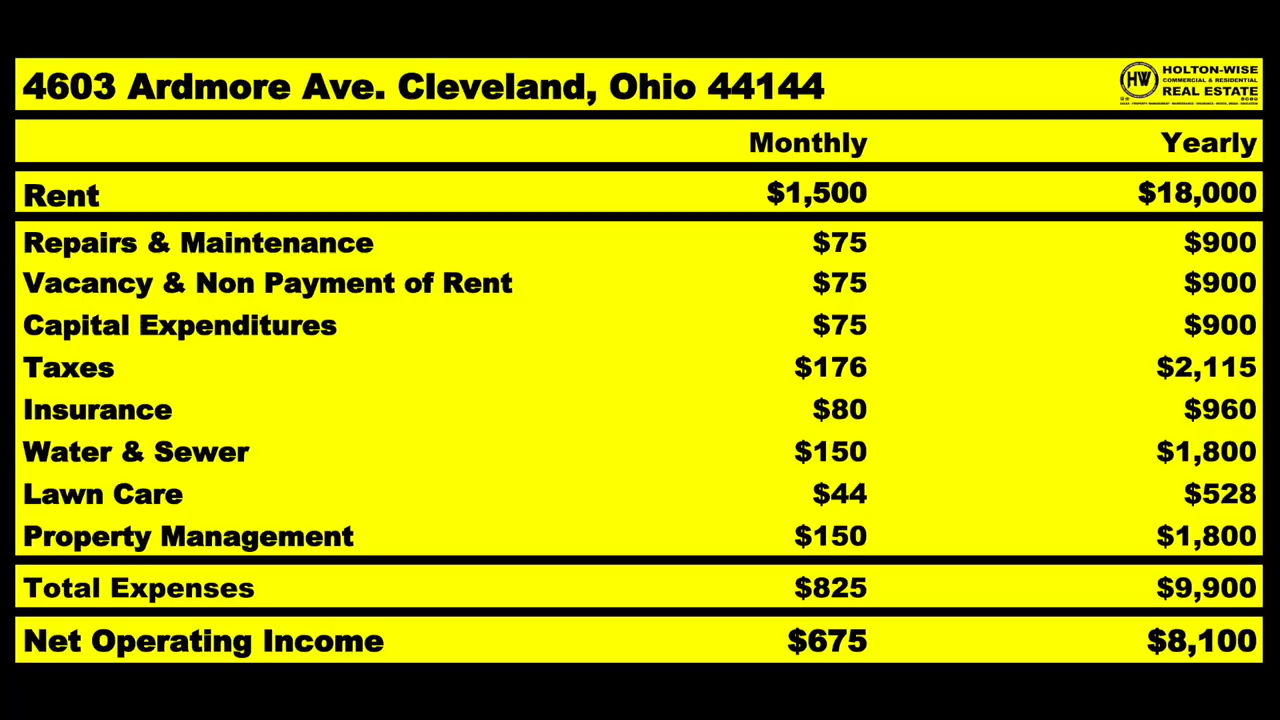 4603 Ardmore Ave. Cleveland, Ohio 44144
HW
HOLTON-WISE
COMMERCIAL & RESIDENTIAL
REAL ESTATE
Monthly Yearly
Rent $1,500 $18,000
Repairs & Maintenance $75 $900
Vacancy & Non Payment of Rent $75 $900
Capital Expenditures $75 $900
Taxes $176 $2,115
Insurance $80 $960
Water & Sewer $150 $1,800
Lawn Care $44 $528
Property Management $150 $1,800
Total Expenses $825 $9,900
Net Operating Income $675 $8,100